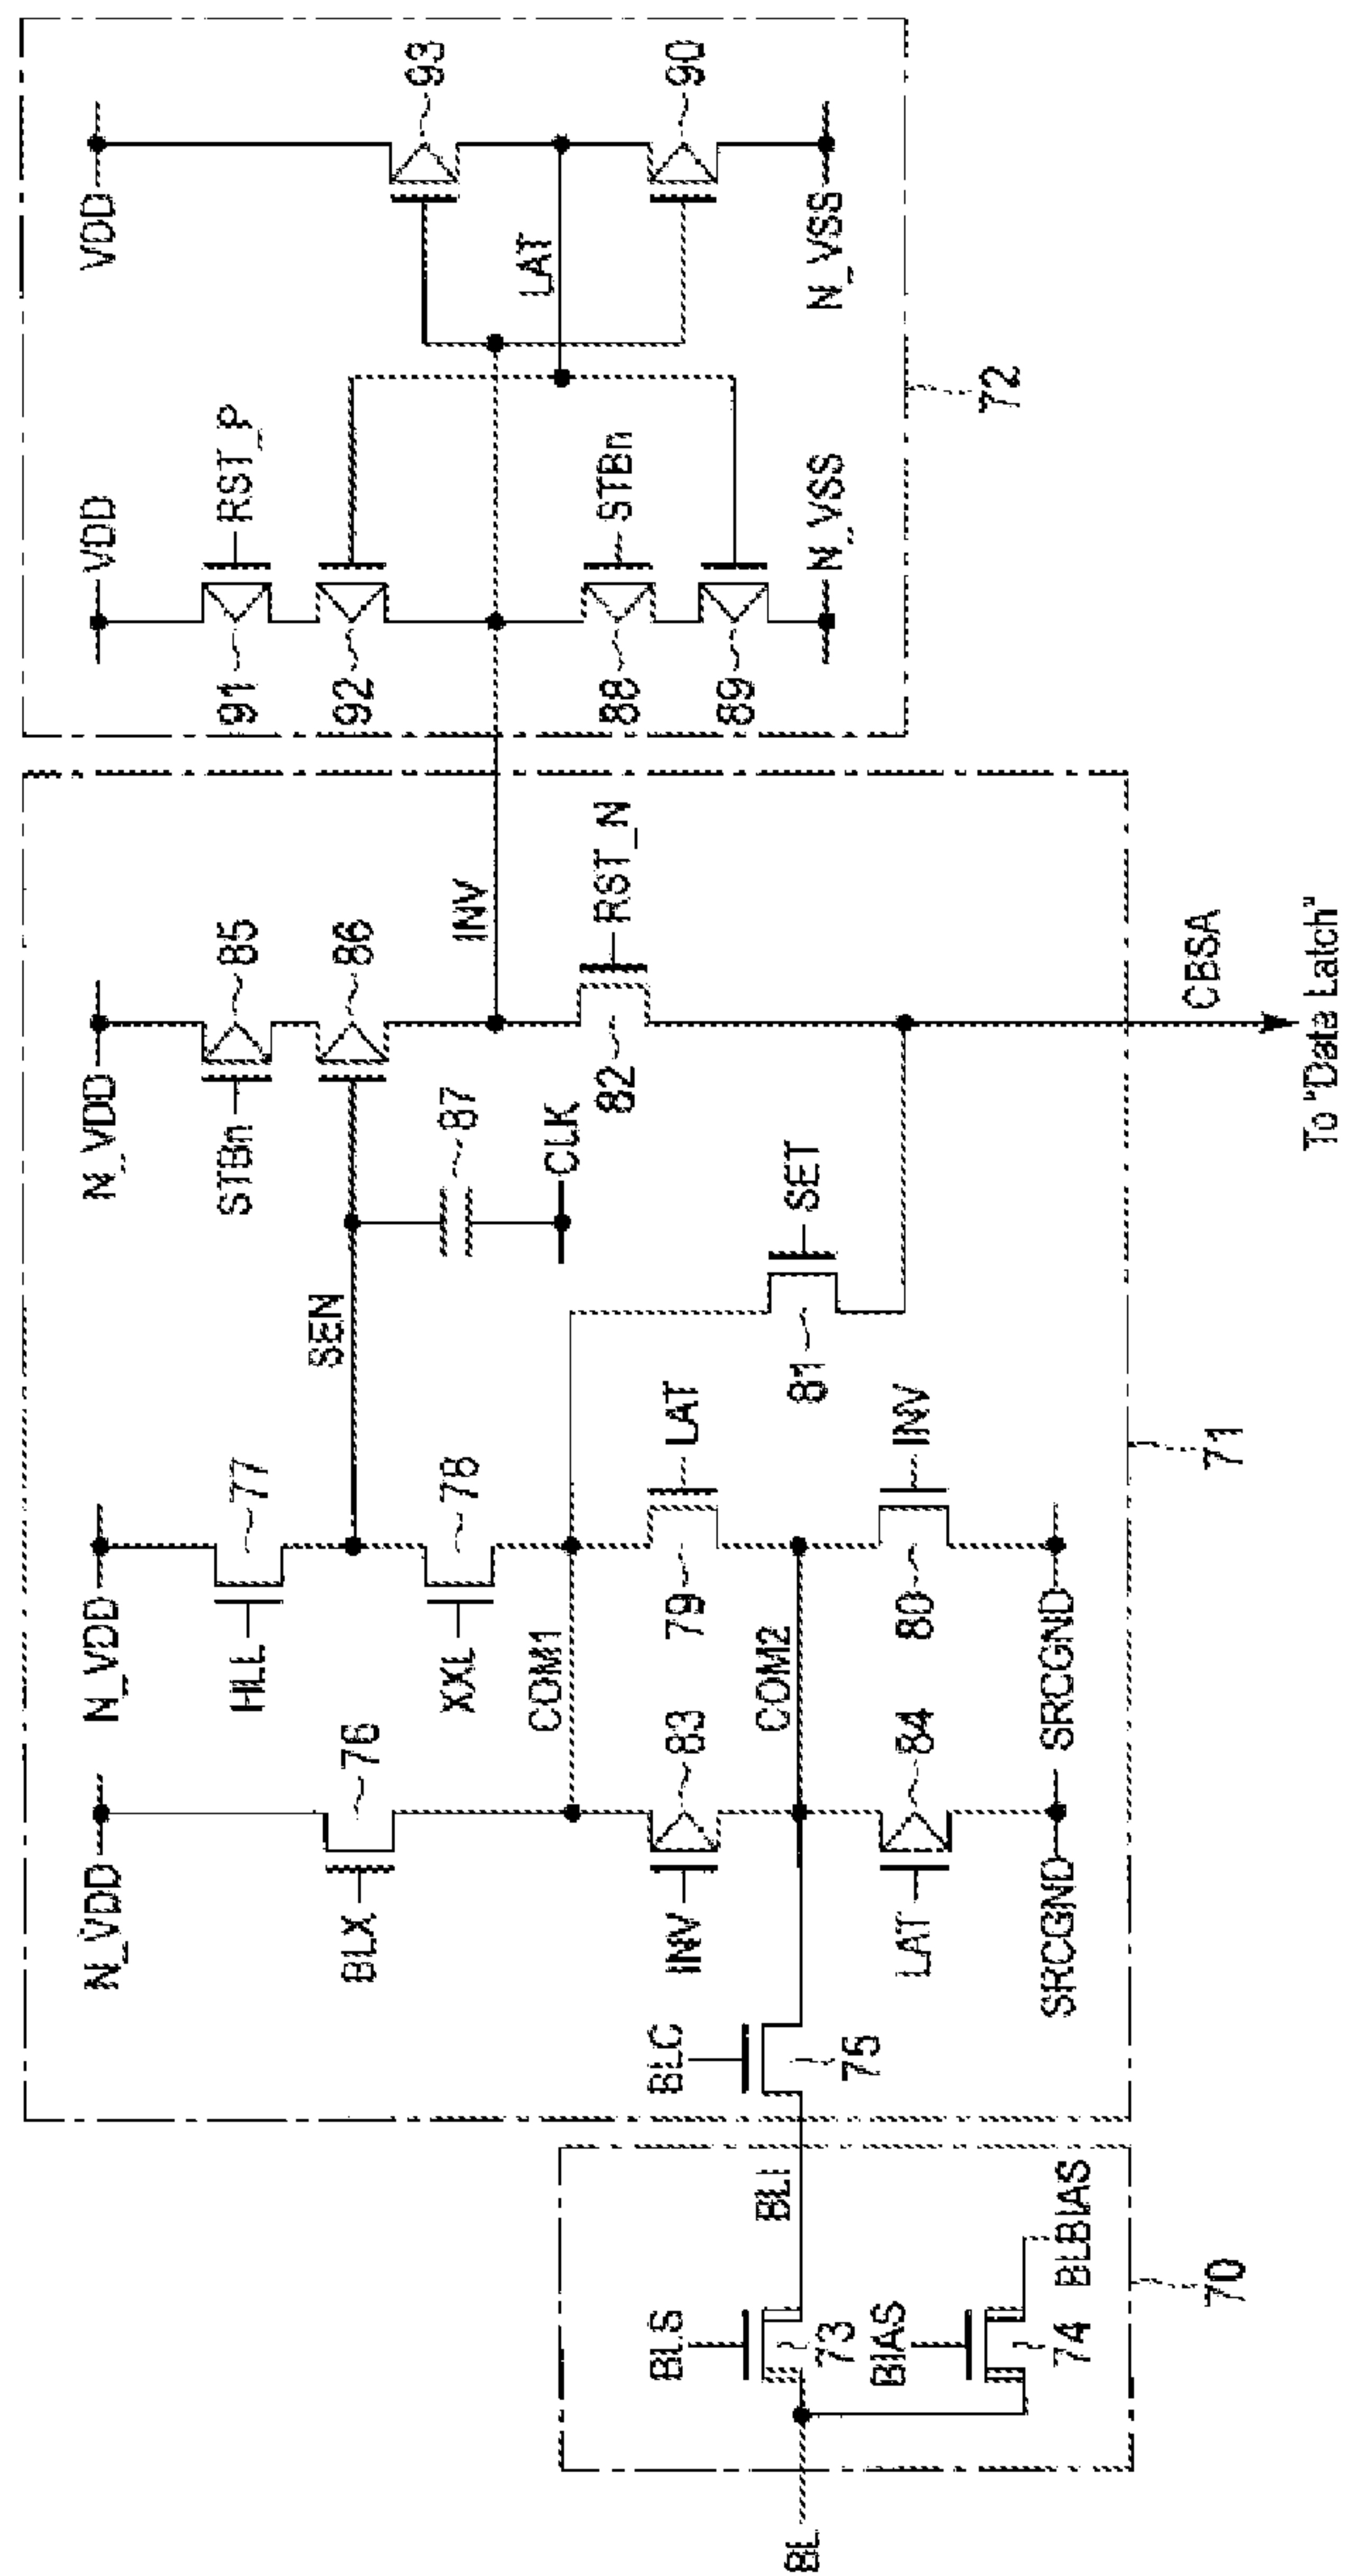 N_VDD
N_VDD
N_VDD
VDD
VDD
HLL
77
STBn
85
91
RST_P
BLX
76
SEN
86
92
93
XXL
78
87
INV
COM1
CLK
LAT
82
RST_N
88
STBn
BLS
BLC
INV
83
79
LAT
90
COM2
89
BLI
81
SET
BL
73
75
N_VSS
N_VSS
BIAS
LAT
84
80
INV
72
74
BLBIAS
SRCGND
SRCGND
CBSA
70
71
To "Data Latch"